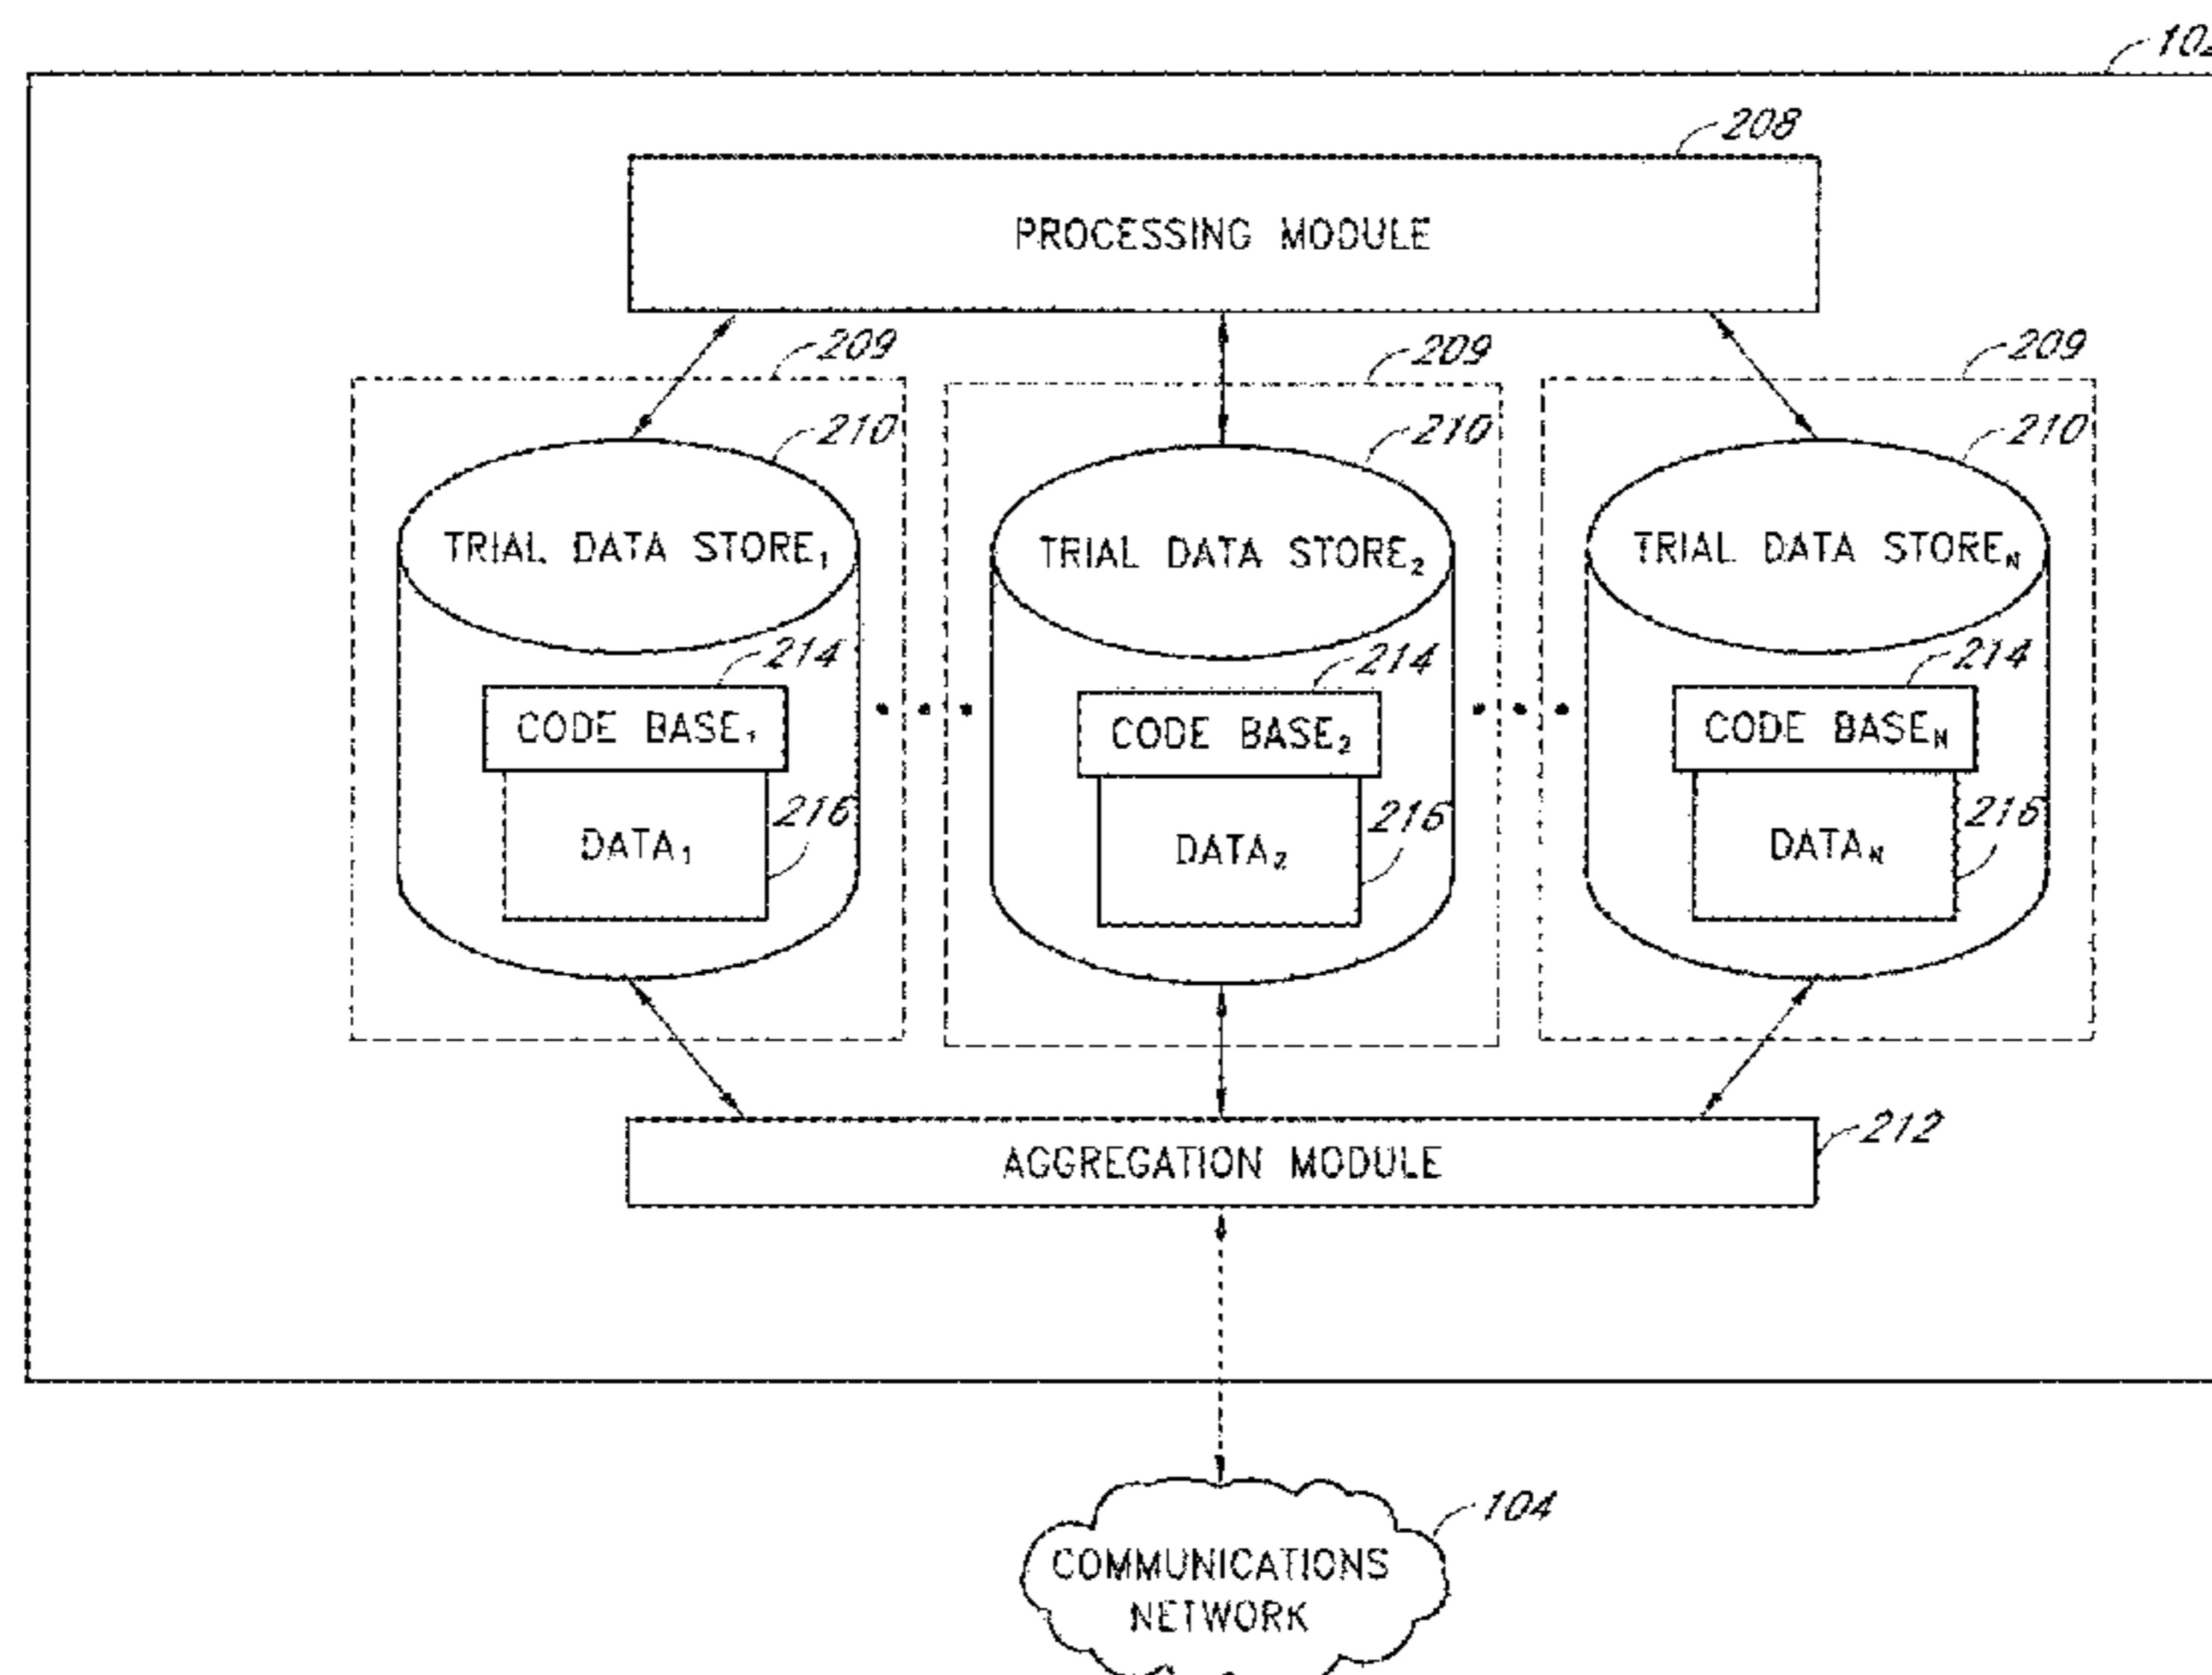 102
208
PROCESSING MODULE
209 209 209
210 210 210
TRIAL DATA STORE₁ TRIAL DATA STORE₂ TRIAL DATA STOREₙ
214 214 214
CODE BASE₁ CODE BASE₂ CODE BASEₙ
216 216 216
DATA₁ DATA₂ DATAₙ
212
AGGREGATION MODULE
104
COMMUNICATIONS
NETWORK